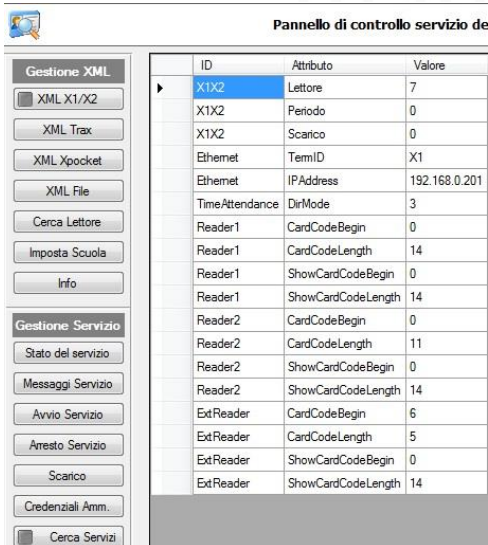 Pannello di controllo servizio de
Gestione XML
XML X1/X2
XML Trax
XML Xpocket
XML File
Cerca Lettore
Imposta Scuola
Info
Gestione Servizio
Stato del servizio
Messaggi Servizio
Avvio Servizio
Arresto Servizio
Scarico
Credenziali Amm.
Cerca Servizi
ID Attributo Valore
X1X2 Lettore 7
X1X2 Periodo 0
X1X2 Scarico 0
Ethernet TermID X1
Ethernet IPAddress 192.168.0.201
TimeAttendance DirMode 3
Reader1 CardCodeBegin 0
Reader1 CardCodeLength 14
Reader1 ShowCardCodeBegin 0
Reader1 ShowCardCodeLength 14
Reader2 CardCodeBegin 0
Reader2 CardCodeLength 11
Reader2 ShowCardCodeBegin 0
Reader2 ShowCardCodeLength 14
ExtReader CardCodeBegin 6
ExtReader CardCodeLength 5
ExtReader ShowCardCodeBegin 0
ExtReader ShowCardCodeLength 14